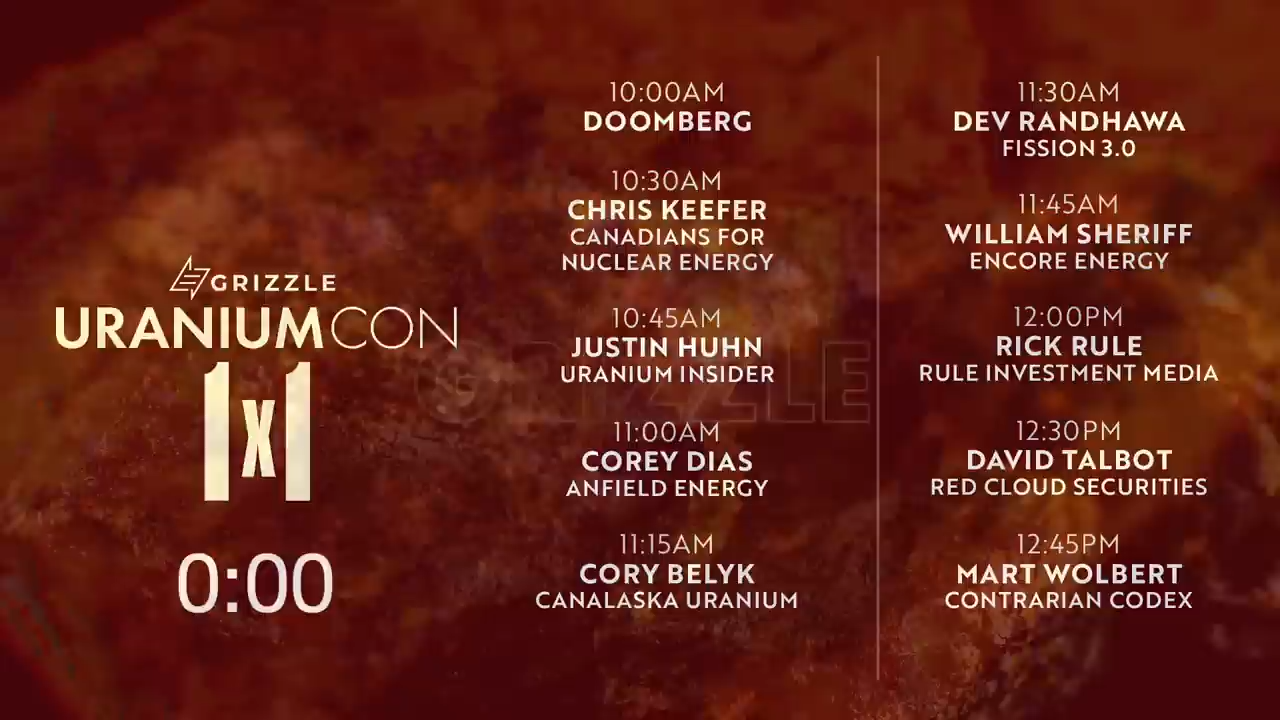 GRIZZLE
URANIUMCON
1x1
0:00
10:00AM
DOOMBERG
10:30AM
CHRIS KEEFER
CANADIANS FOR
NUCLEAR ENERGY
10:45AM
JUSTIN HUHN
URANIUM INSIDER
11:00AM
COREY DIAS
ANFIELD ENERGY
11:15AM
CORY BELYK
CANALASKA URANIUM
11:30AM
DEV RANDHAWA
FISSION 3.0
11:45AM
WILLIAM SHERIFF
ENCORE ENERGY
12:00PM
RICK RULE
RULE INVESTMENT MEDIA
12:30PM
DAVID TALBOT
RED CLOUD SECURITIES
12:45PM
MART WOLBERT
CONTRARIAN CODEX
GRIZZLE